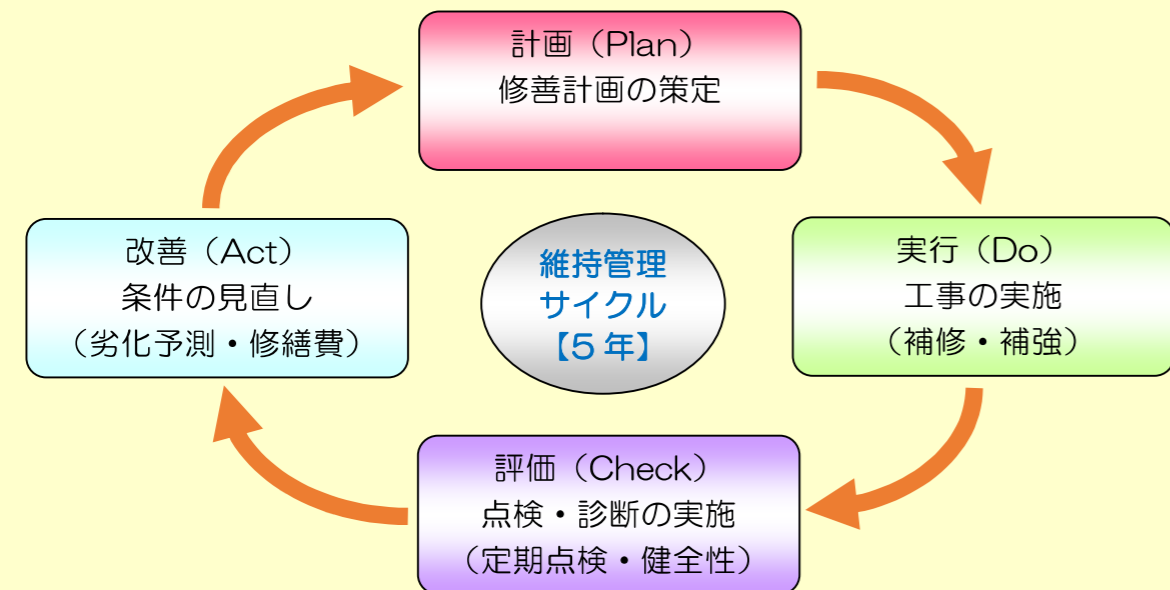 計画（Plan）
修善計画の策定
実行（Do）
工事の実施
（補修・補強）
評価（Check）
点検・診断の実施
（定期点検・健全性）
改善（Act）
条件の見直し
（劣化予測・修繕費）
維持管理
サイクル
【5年】